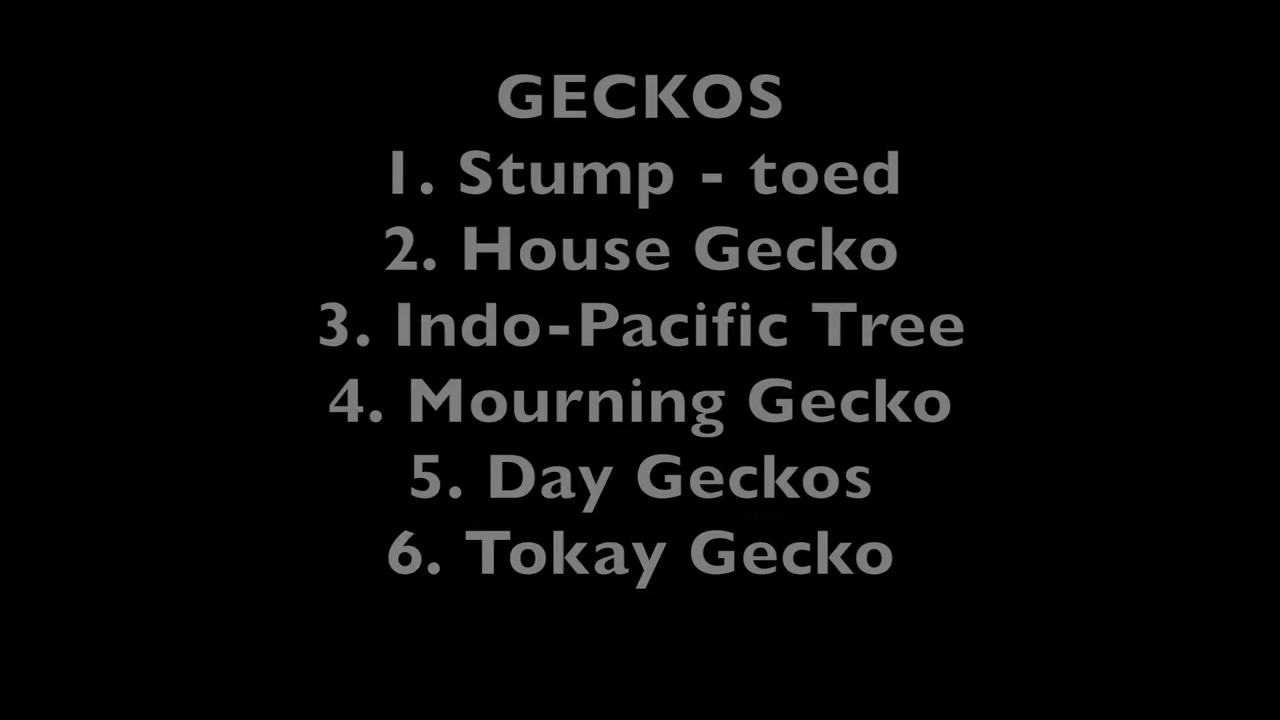 GECKOS
1. Stump - toed
2. House Gecko
3. Indo-Pacific Tree
4. Mourning Gecko
5. Day Geckos
6. Tokay Gecko